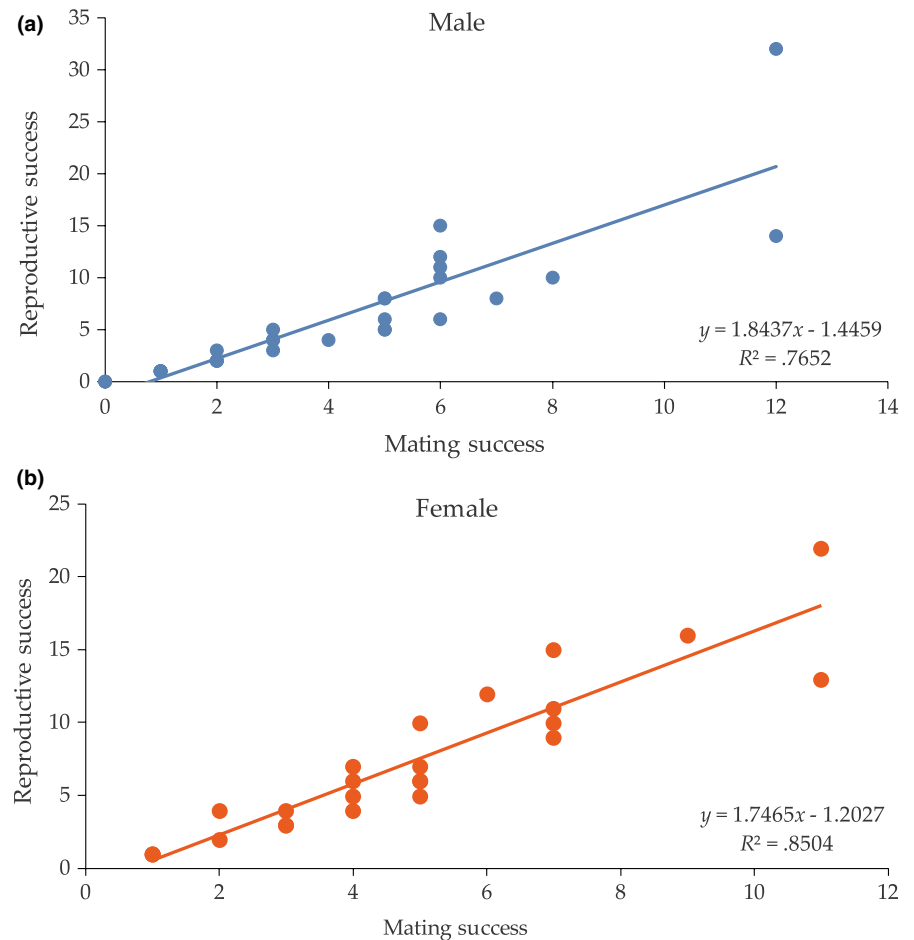 (a)
Male
35
30
25
20
15
10
5
0
Reproductive success
y = 1.8437x - 1.4459
R² = .7652
0 2 4 6 8 10 12 14
Mating success
(b)
Female
25
20
15
10
5
0
Reproductive success
y = 1.7465x - 1.2027
R² = .8504
0 2 4 6 8 10 12
Mating success